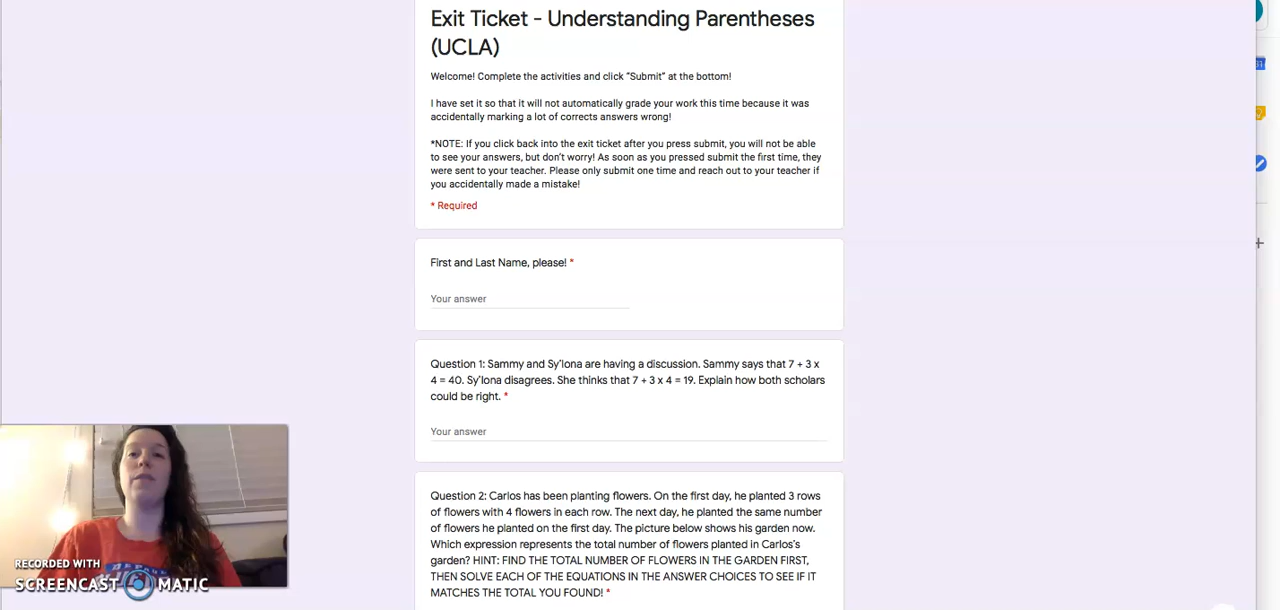 Exit Ticket - Understanding Parentheses
(UCLA)
Welcome! Complete the activities and click "Submit" at the bottom!
I have set it so that it will not automatically grade your work this time because it was
accidentally marking a lot of corrects answers wrong!
*NOTE: If you click back into the exit ticket after you press submit, you will not be able
to see your answers, but don't worry! As soon as you pressed submit the first time, they
were sent to your teacher. Please only submit one time and reach out to your teacher if
you accidentally made a mistake!
* Required
First and Last Name, please! *
Your answer
Question 1: Sammy and Sy'Iona are having a discussion. Sammy says that 7 + 3 x
4 = 40. Sy'Iona disagrees. She thinks that 7 + 3 x 4 = 19. Explain how both scholars
could be right. *
Your answer
Question 2: Carlos has been planting flowers. On the first day, he planted 3 rows
of flowers with 4 flowers in each row. The next day, he planted the same number
of flowers he planted on the first day. The picture below shows his garden now.
Which expression represents the total number of flowers planted in Carlos's
garden? HINT: FIND THE TOTAL NUMBER OF FLOWERS IN THE GARDEN FIRST,
THEN SOLVE EACH OF THE EQUATIONS IN THE ANSWER CHOICES TO SEE IF IT
MATCHES THE TOTAL YOU FOUND! *
RECORDED WITH
SCREENCAST MATIC